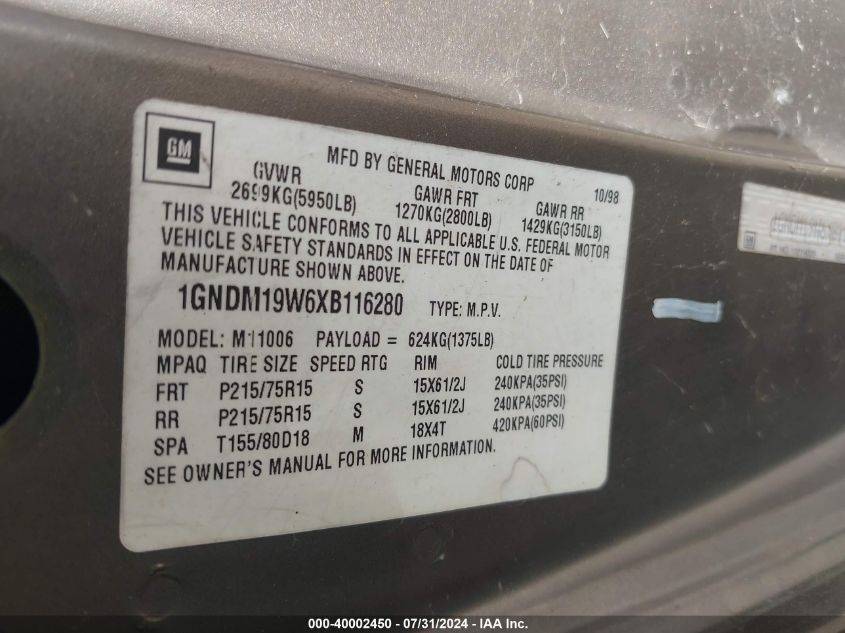 GM
MFD BY GENERAL MOTORS CORP 10/98
GVWR GAWR FRT GAWR RR
2699KG(5950LB) 1270KG(2800LB) 1429KG(3150LB)
THIS VEHICLE CONFORMS TO ALL APPLICABLE U.S. FEDERAL MOTOR
VEHICLE SAFETY STANDARDS IN EFFECT ON THE DATE OF
MANUFACTURE SHOWN ABOVE.
1GNDM19W6XB116280 TYPE: M.P.V.
MODEL: M11006 PAYLOAD = 624KG(1375LB)
MPAQ TIRE SIZE SPEED RTG RIM COLD TIRE PRESSURE
FRT P215/75R15 S 15X61/2J 240KPA(35PSI)
RR P215/75R15 S 15X61/2J 240KPA(35PSI)
SPA T155/80D18 M 18X4T 420KPA(60PSI)
SEE OWNER'S MANUAL FOR MORE INFORMATION.
000-40002450 - 07/31/2024 - IAA Inc.